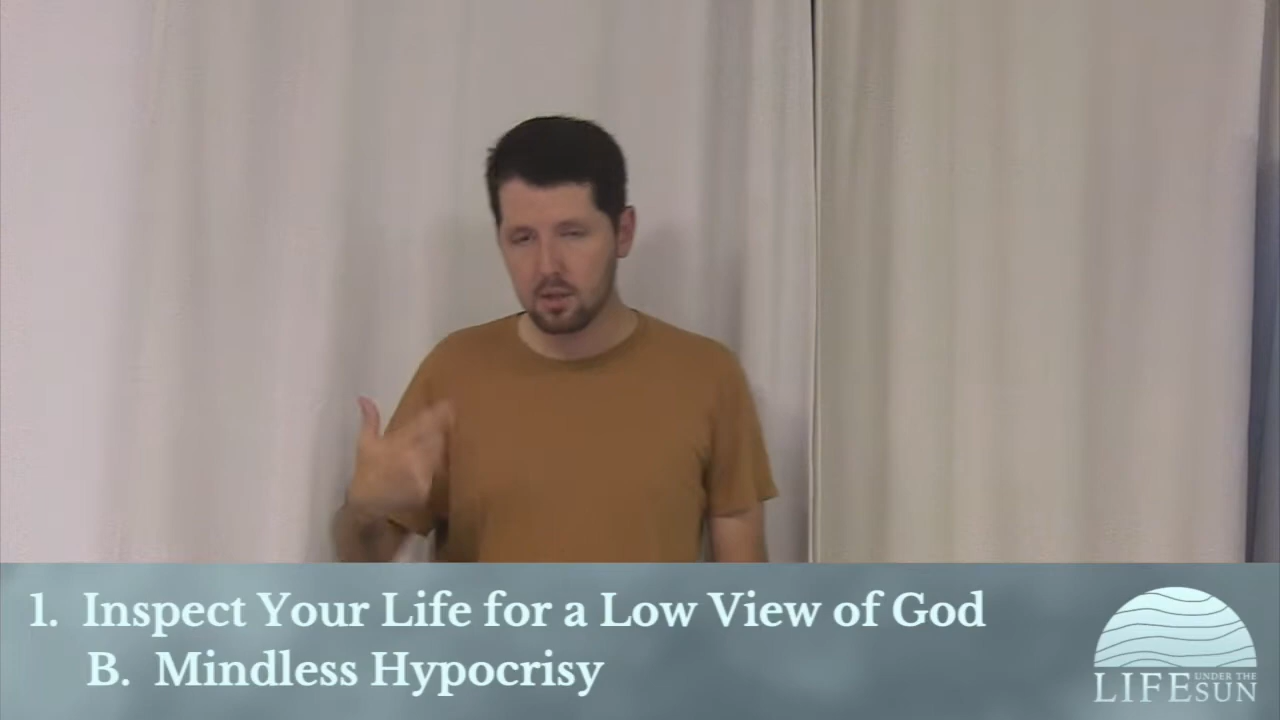 1. Inspect Your Life for a Low View of God
B. Mindless Hypocrisy
LIFE UNDER THE SUN